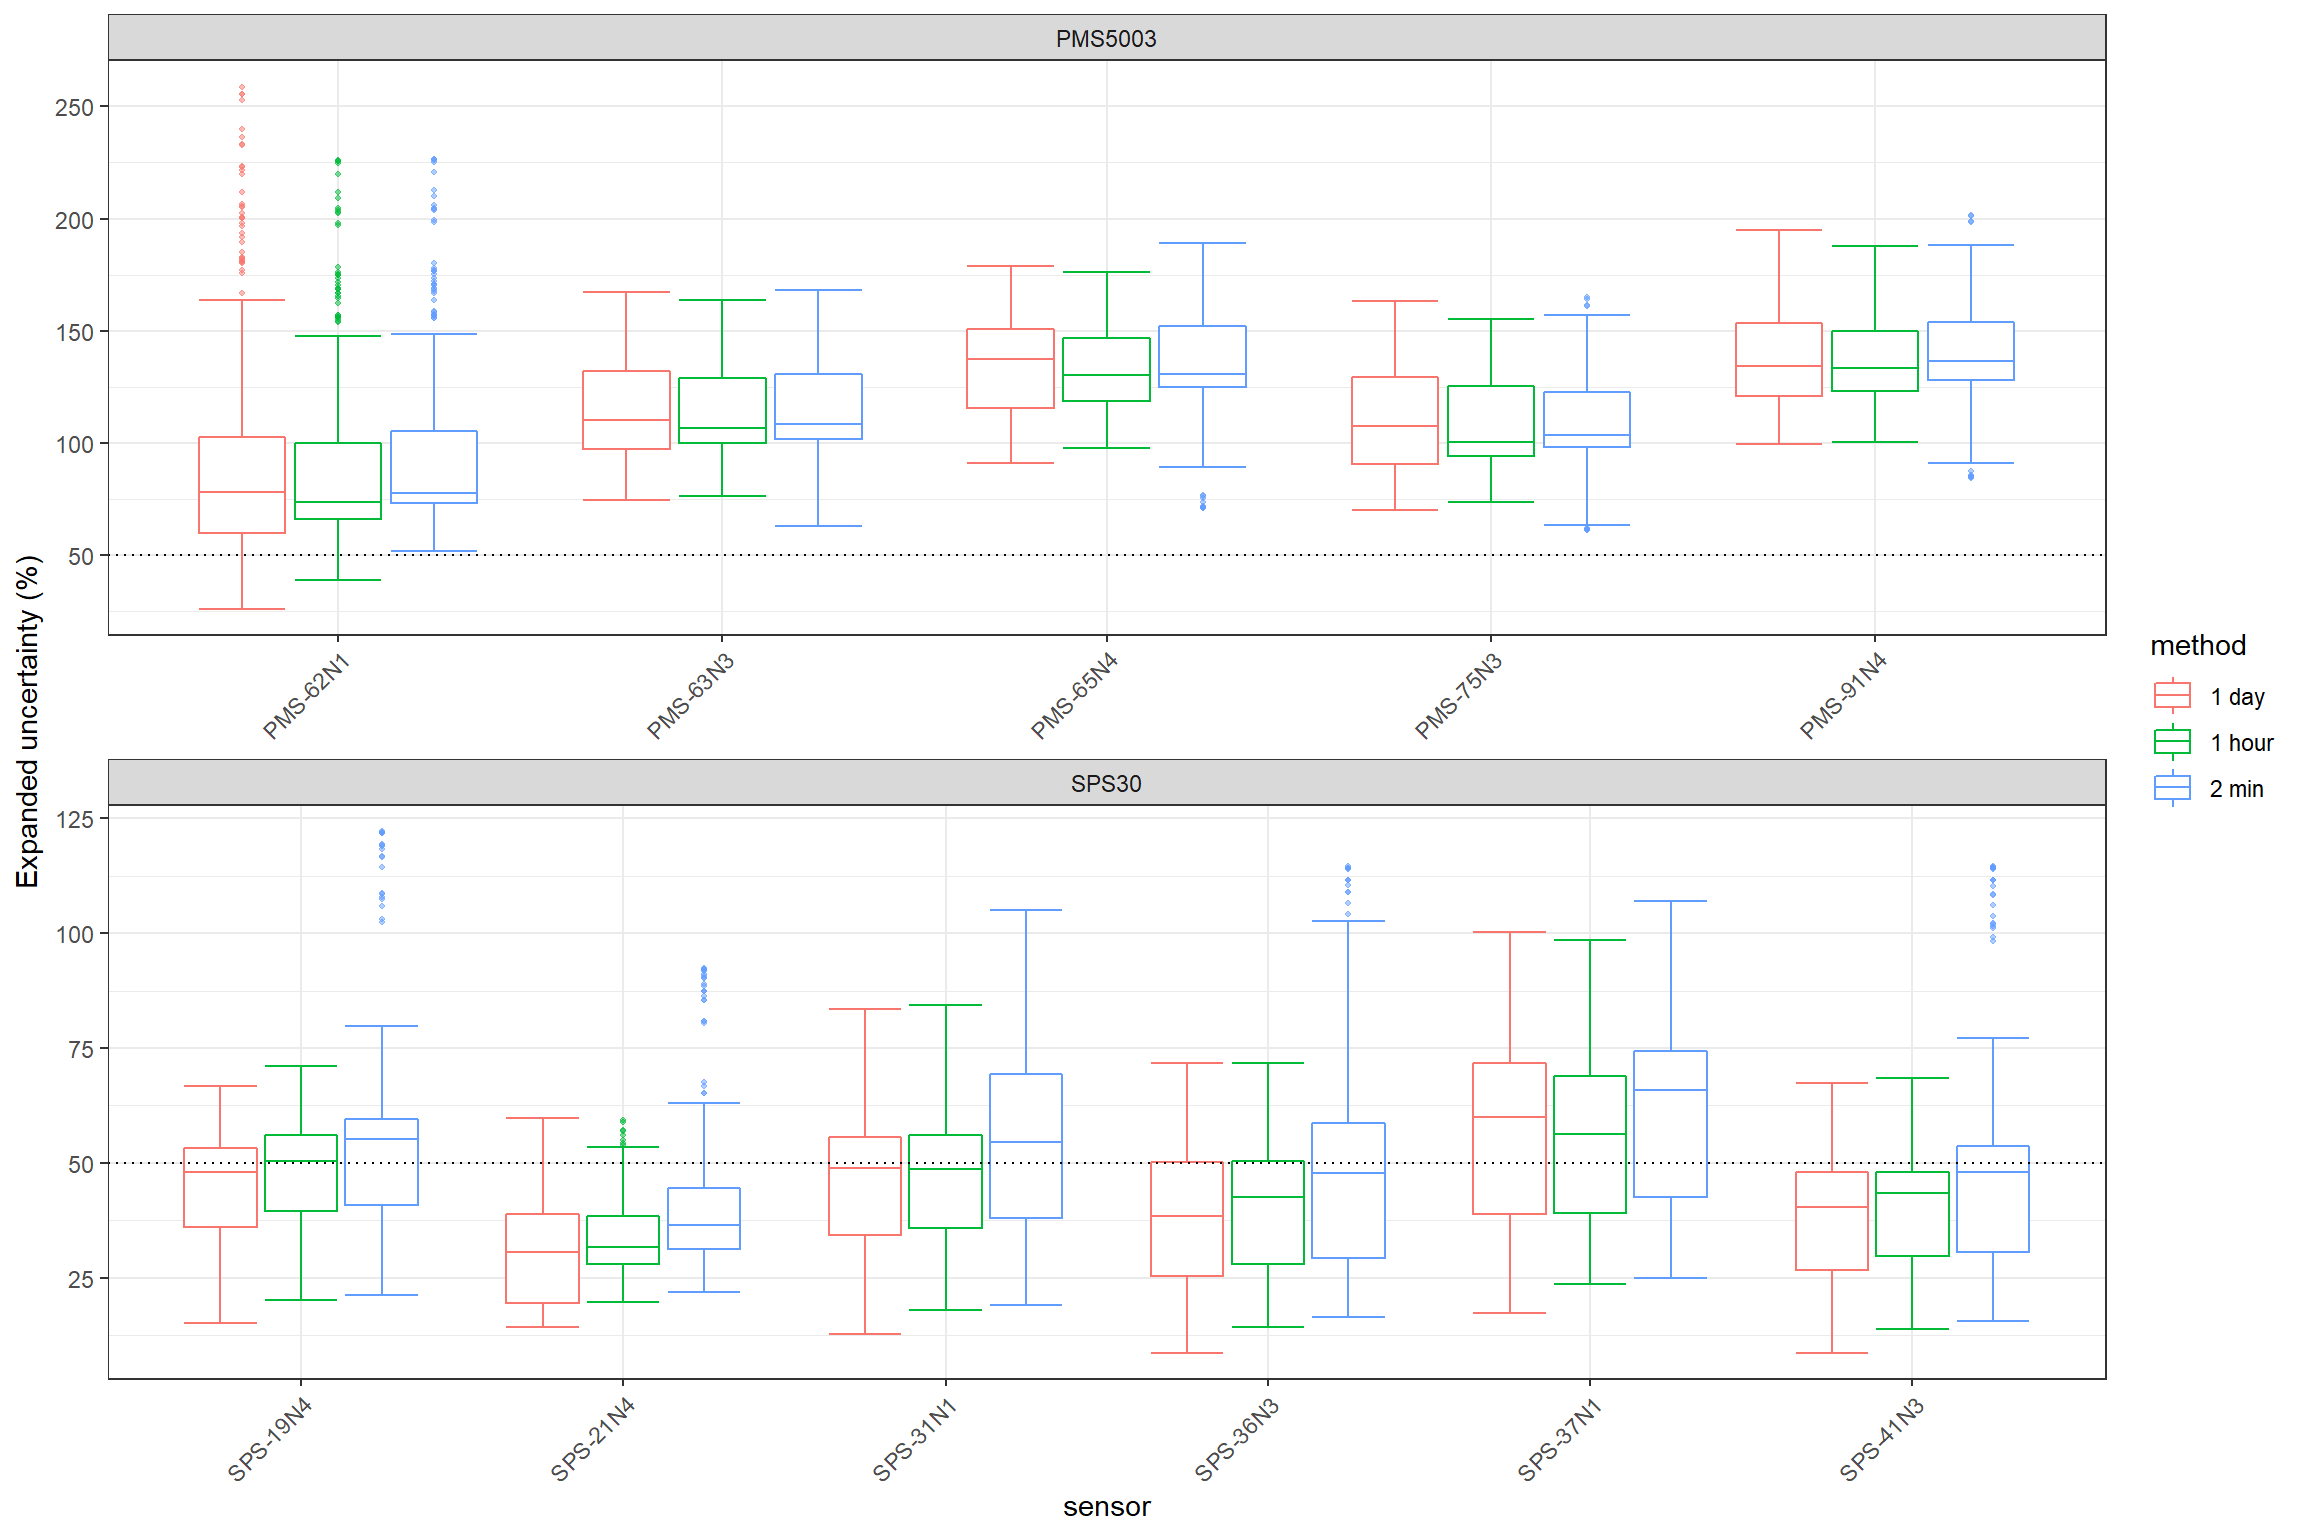 PMS5003
250
200
150
100
50
PMS-62N1
PMS-63N3
PMS-65N4
PMS-75N3
PMS-91N4
Expanded uncertainty (%)
SPS30
125
100
75
50
25
SPS-19N4
SPS-21N4
SPS-31N1
SPS-36N3
SPS-37N1
SPS-41N3
sensor
method
1 day
1 hour
2 min